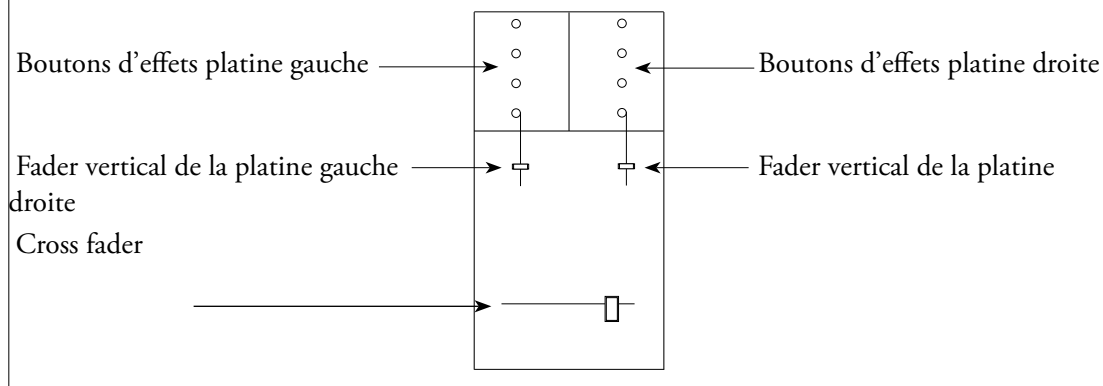 Boutons d'effets platine gauche
Boutons d'effets platine droite
Fader vertical de la platine gauche
Fader vertical de la platine
droite
Cross fader